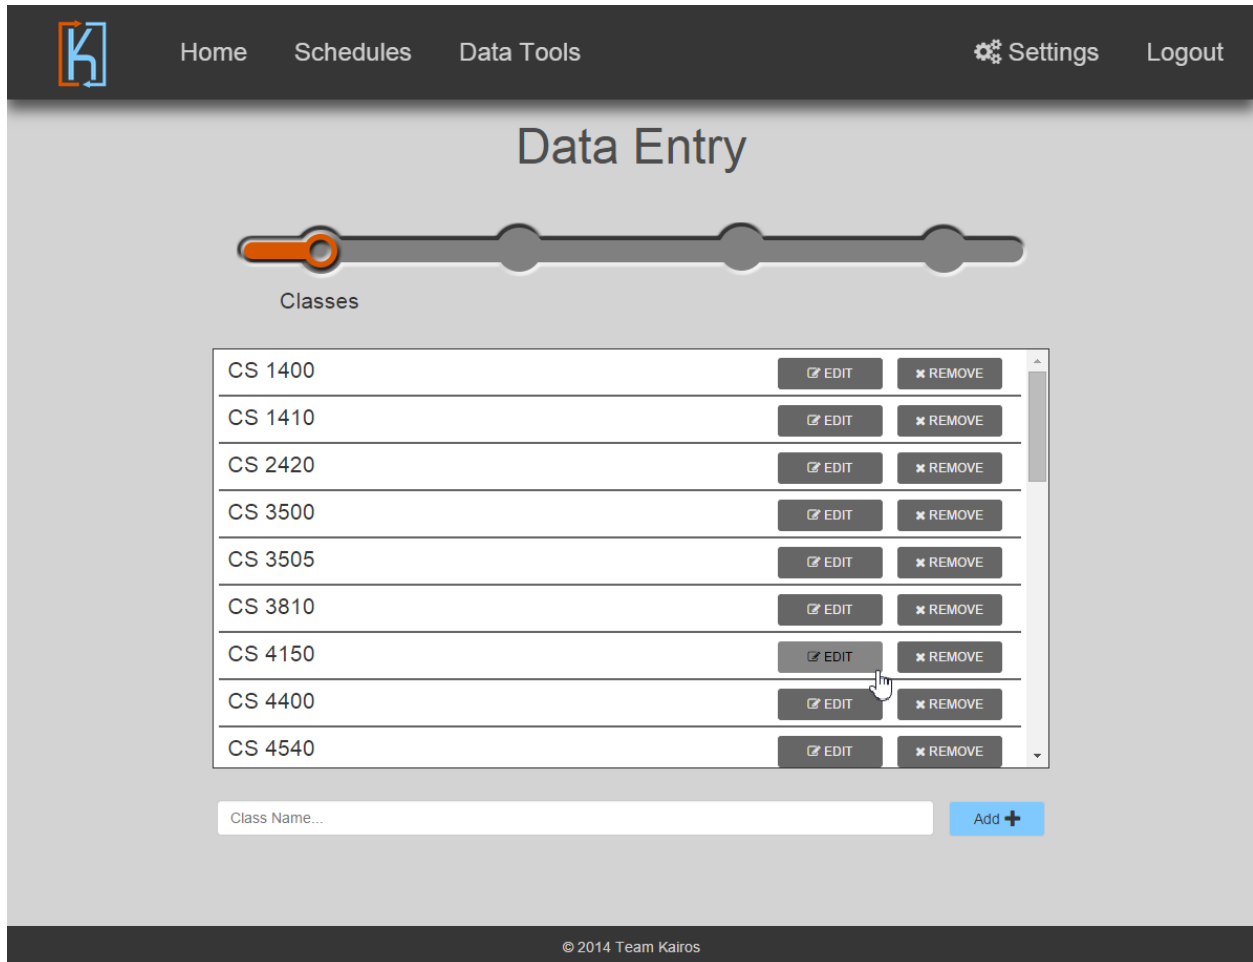 K
Home Schedules Data Tools Settings Logout
Data Entry
Classes
CS 1400 EDIT REMOVE
CS 1410 EDIT REMOVE
CS 2420 EDIT REMOVE
CS 3500 EDIT REMOVE
CS 3505 EDIT REMOVE
CS 3810 EDIT REMOVE
CS 4150 EDIT REMOVE
CS 4400 EDIT REMOVE
CS 4540 EDIT REMOVE
Class Name... Add
© 2014 Team Kairos